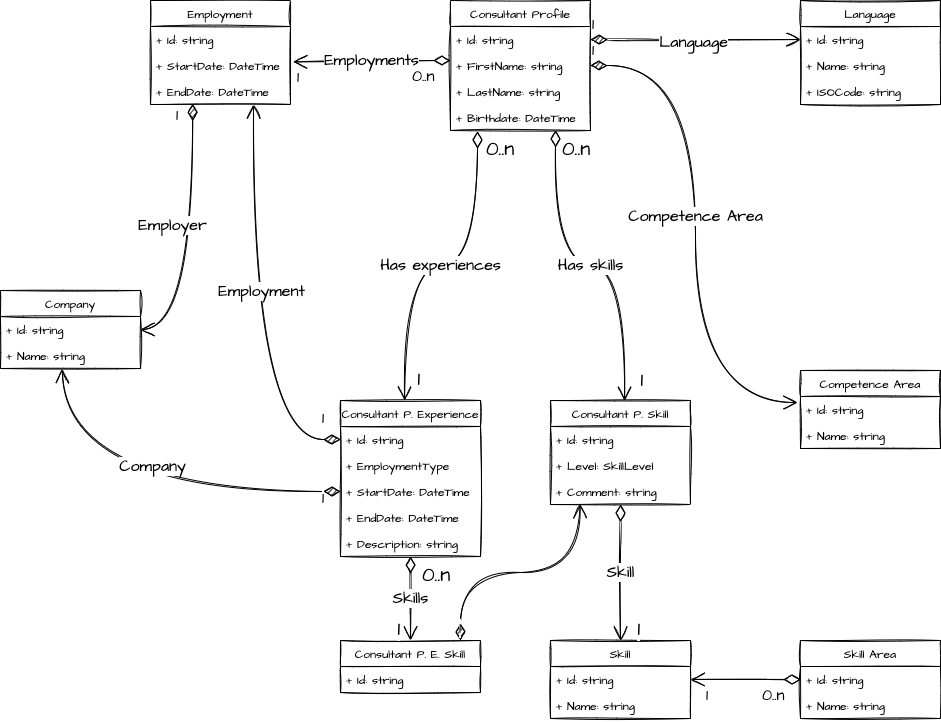 Employment
+ Id: string
+ StartDate: DateTime
+ EndDate: DateTime
Consultant Profile
+ Id: string
+ FirstName: string
+ LastName: string
+ Birthdate: DateTime
Language
+ Id: string
+ Name: string
+ ISOCode: string
1
Employments
0..n
1
Language
1
1
Employer
0..n
Has experiences
1
0..n
Has skills
1
Competence Area
Employment
1
Company
+ Id: string
+ Name: string
Company
1
Consultant P. Experience
+ Id: string
+ EmploymentType
+ StartDate: DateTime
+ EndDate: DateTime
+ Description: string
Consultant P. Skill
+ Id: string
+ Level: SkillLevel
+ Comment: string
Competence Area
+ Id: string
+ Name: string
0..n
Skills
1
Skill
1
Consultant P. E. Skill
+ Id: string
Skill
+ Id: string
+ Name: string
1
0..n
Skill Area
+ Id: string
+ Name: string